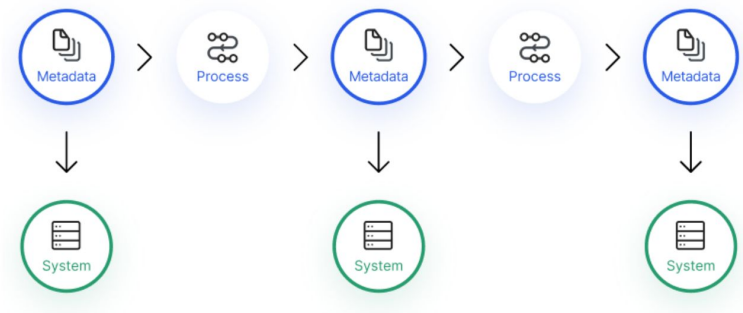 Metadata
Process
Metadata
Process
Metadata
System
System
System